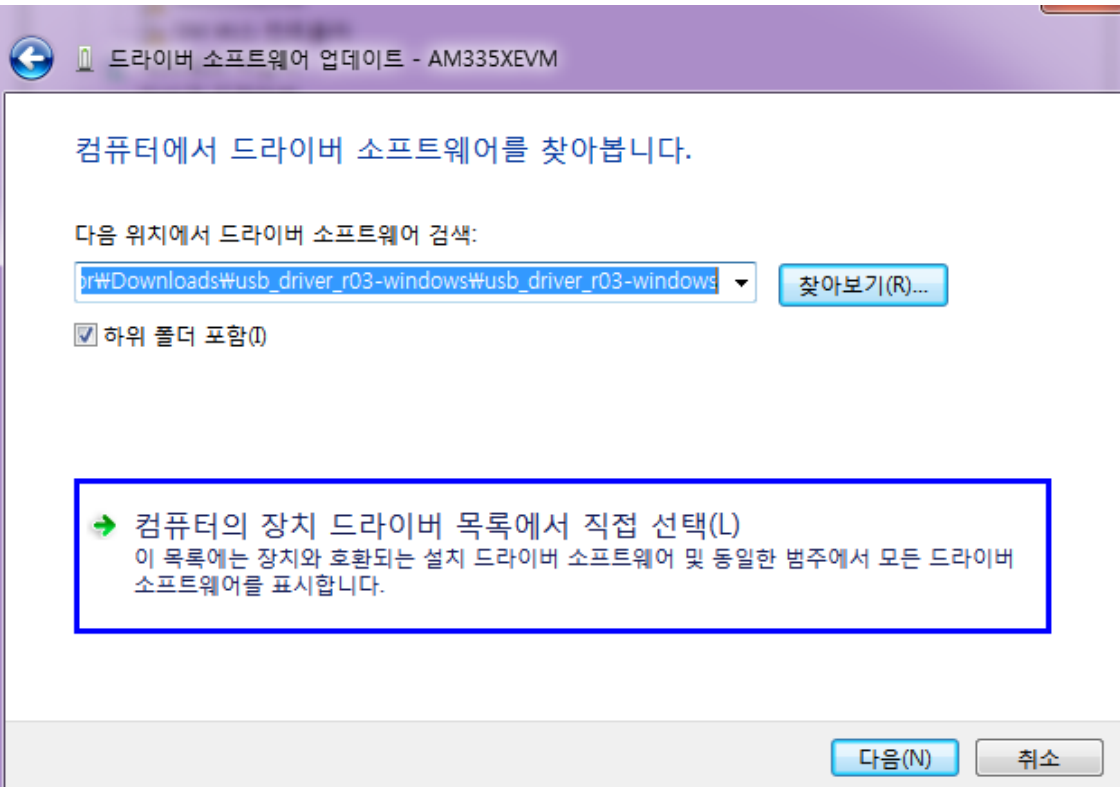 드라이버 소프트웨어 업데이트 - AM335XEVM
컴퓨터에서 드라이버 소프트웨어를 찾아봅니다.
다음 위치에서 드라이버 소프트웨어 검색:
or₩Downloads₩usb_driver_r03-windows₩usb_driver_r03-windows
찾아보기(R)...
하위 폴더 포함(I)
컴퓨터의 장치 드라이버 목록에서 직접 선택(L)
이 목록에는 장치와 호환되는 설치 드라이버 소프트웨어 및 동일한 범주에서 모든 드라이버
소프트웨어를 표시합니다.
다음(N)
취소